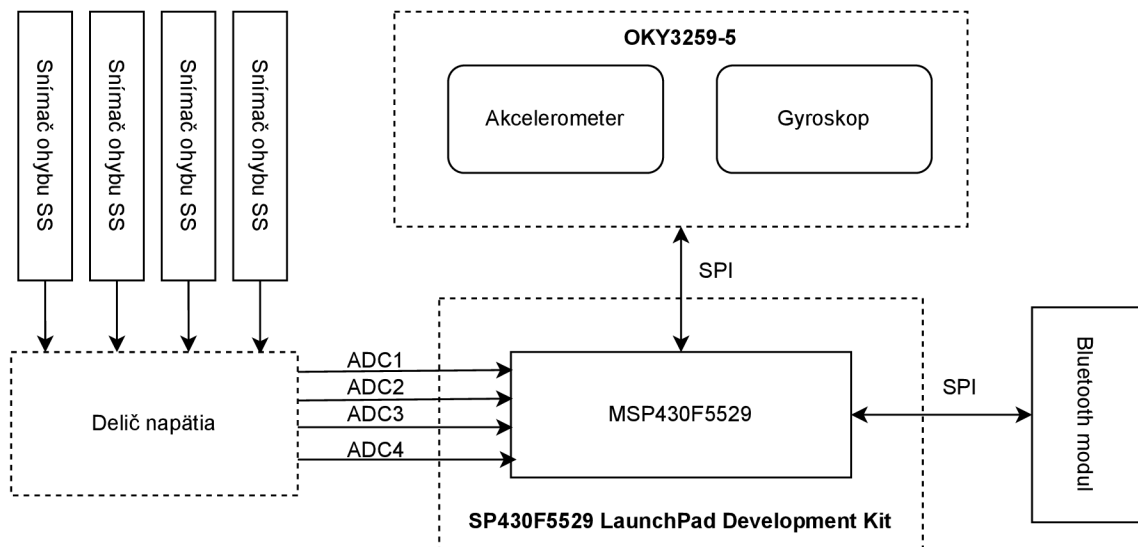 Snímač ohybu SS
Snímač ohybu SS
Snímač ohybu SS
Snímač ohybu SS
OKY3259-5
Akcelerometer
Gyroskop
SPI
Delič napätia
ADC1
ADC2
ADC3
ADC4
MSP430F5529
SP430F5529 LaunchPad Development Kit
SPI
Bluetooth modul